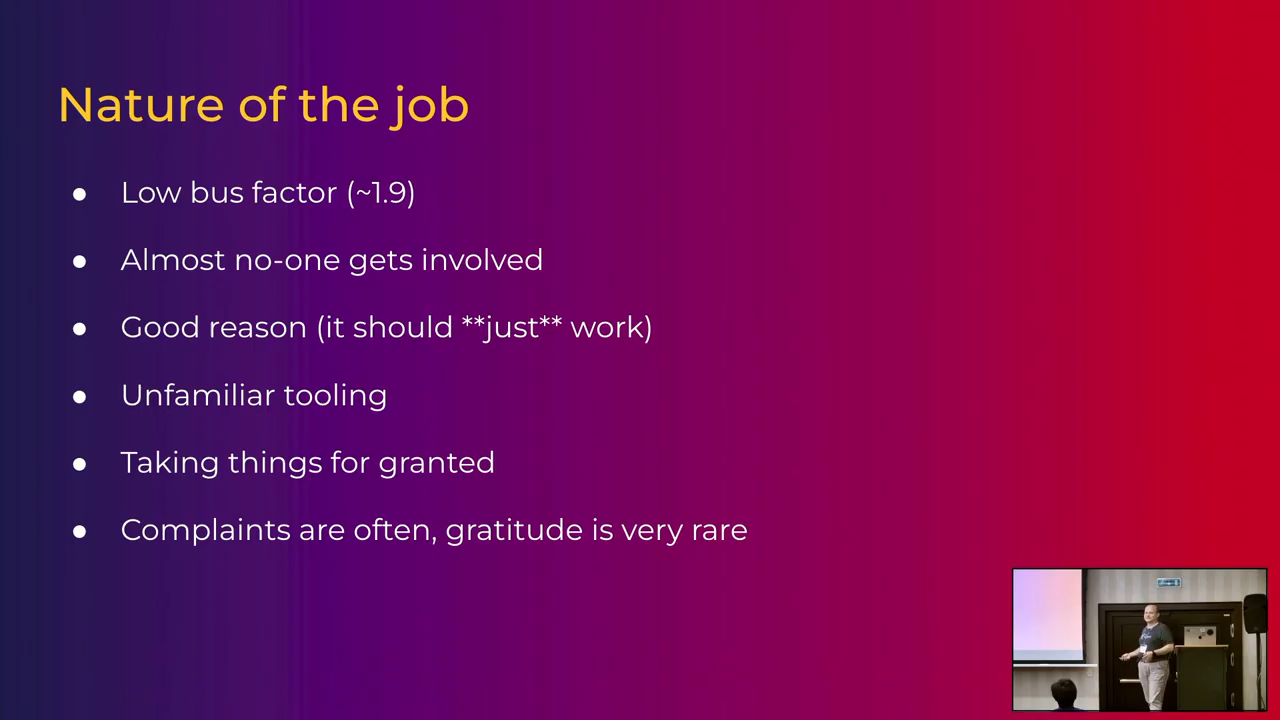 Nature of the job
● Low bus factor (~1.9)
● Almost no-one gets involved
● Good reason (it should **just** work)
● Unfamiliar tooling
● Taking things for granted
● Complaints are often, gratitude is very rare